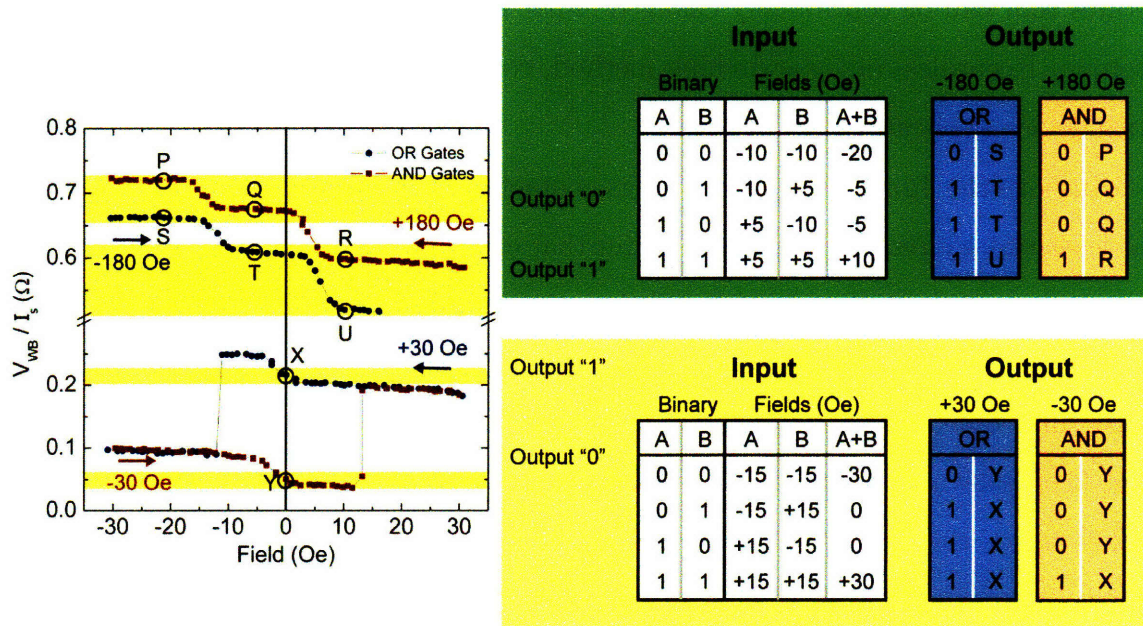 0.8
0.7
0.6
0.2
0.1
0.0
V_WB / I_s (Ω)
-30 -20 -10 0 10 20 30
Field (Oe)
OR Gates
AND Gates
P
Q
R
S
T
U
X
Y
+180 Oe
-180 Oe
+30 Oe
-30 Oe
Input Output
Binary Fields (Oe) -180 Oe +180 Oe
A B A B A+B OR AND
0 0 -10 -10 -20 0 S 0 P
Output “0”
0 1 -10 +5 -5 1 T 0 Q
1 0 +5 -10 -5 1 T 0 Q
Output “1”
1 1 +5 +5 +10 1 U 1 R
Output “1”
Input Output
Binary Fields (Oe) +30 Oe -30 Oe
A B A B A+B OR AND
Output “0”
0 0 -15 -15 -30 0 Y 0 Y
0 1 -15 +15 0 1 X 0 Y
1 0 +15 -15 0 1 X 0 Y
1 1 +15 +15 +30 1 X 1 X